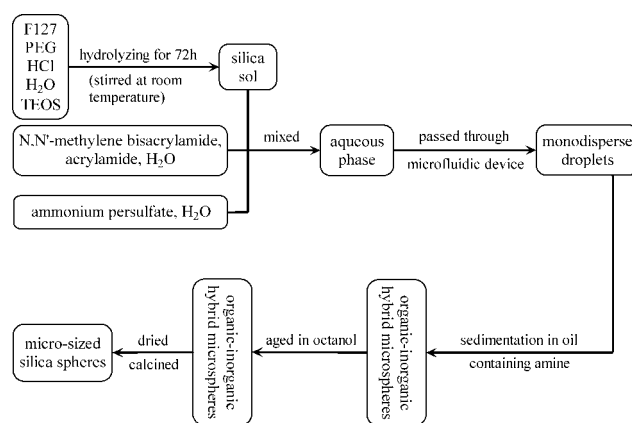 F127
PEG
HCl
H₂O
TEOS
hydrolyzing for 72h
(stirred at room
temperature)
silica
sol
N,N'-methylene bisacrylamide,
acrylamide, H₂O
mixed
aqueous
phase
passed through
microfluidic device
monodisperse
droplets
ammonium persulfate, H₂O
micro-sized
silica spheres
dried
calcined
organic-inorganic
hybrid microspheres
aged in octanol
organic-inorganic
hybrid microspheres
sedimentation in oil
containing amine